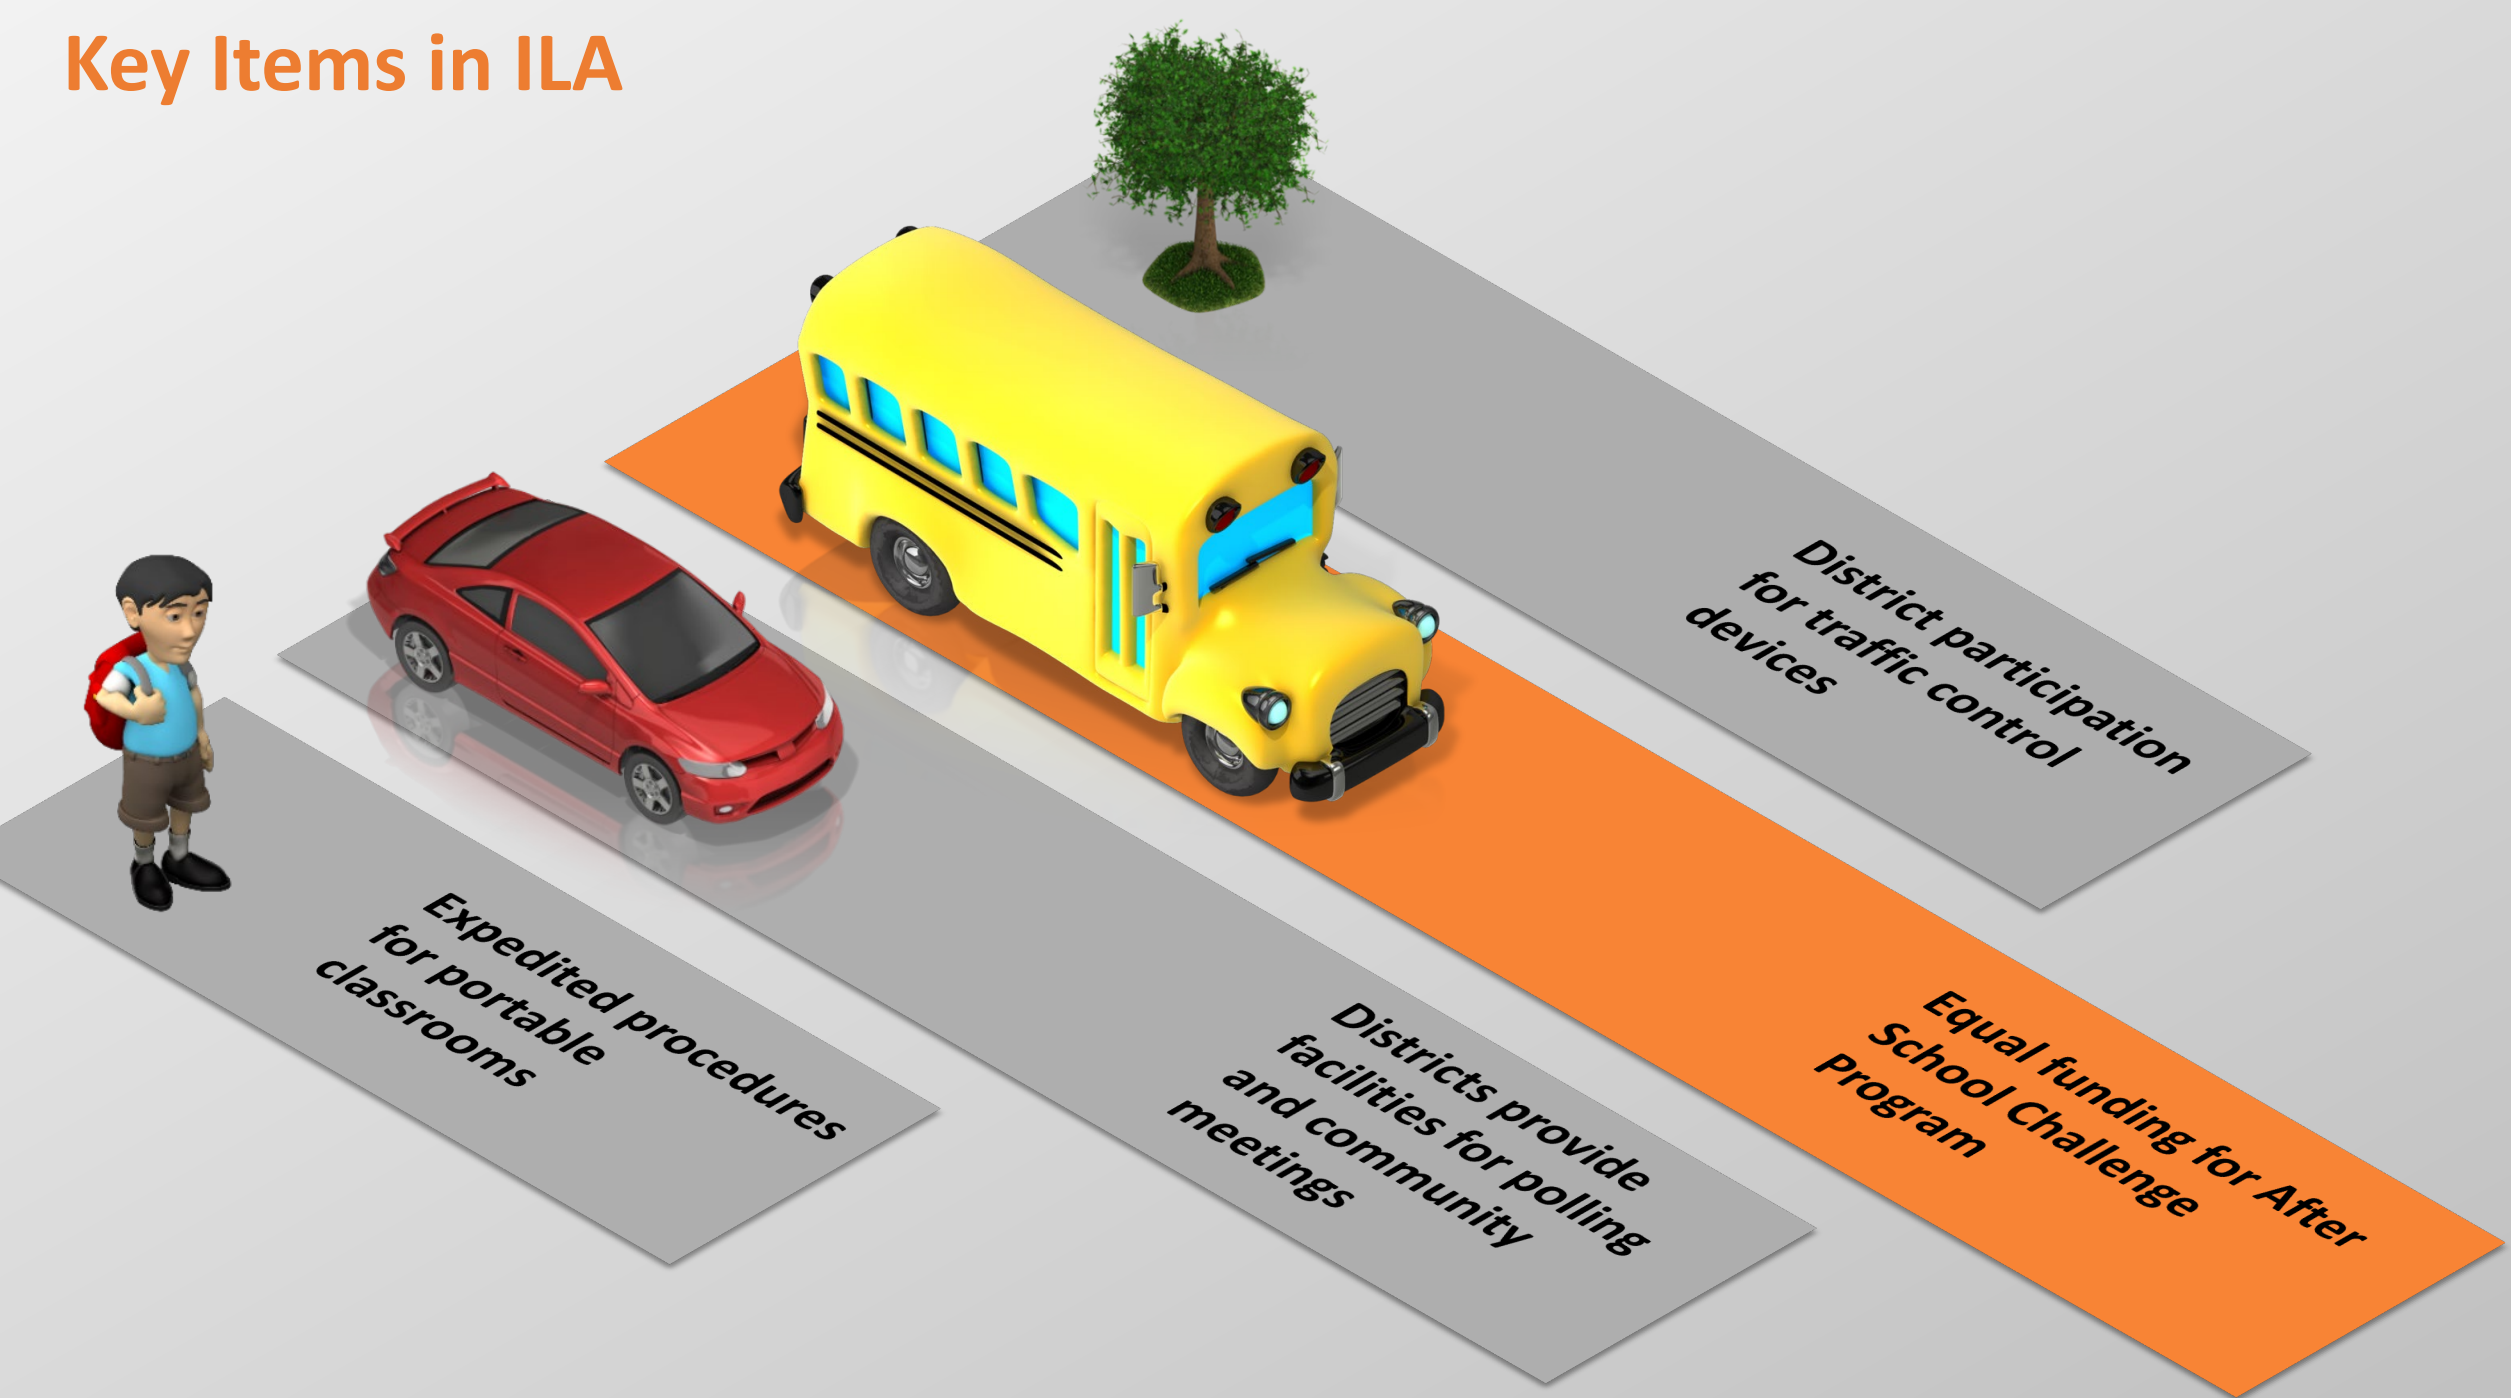 Key Items in ILA
Expedited procedures
for portable
classrooms
Districts provide
facilities for polling
and community
meetings
Equal funding for After
School Challenge
Program
District participation
for traffic control
devices